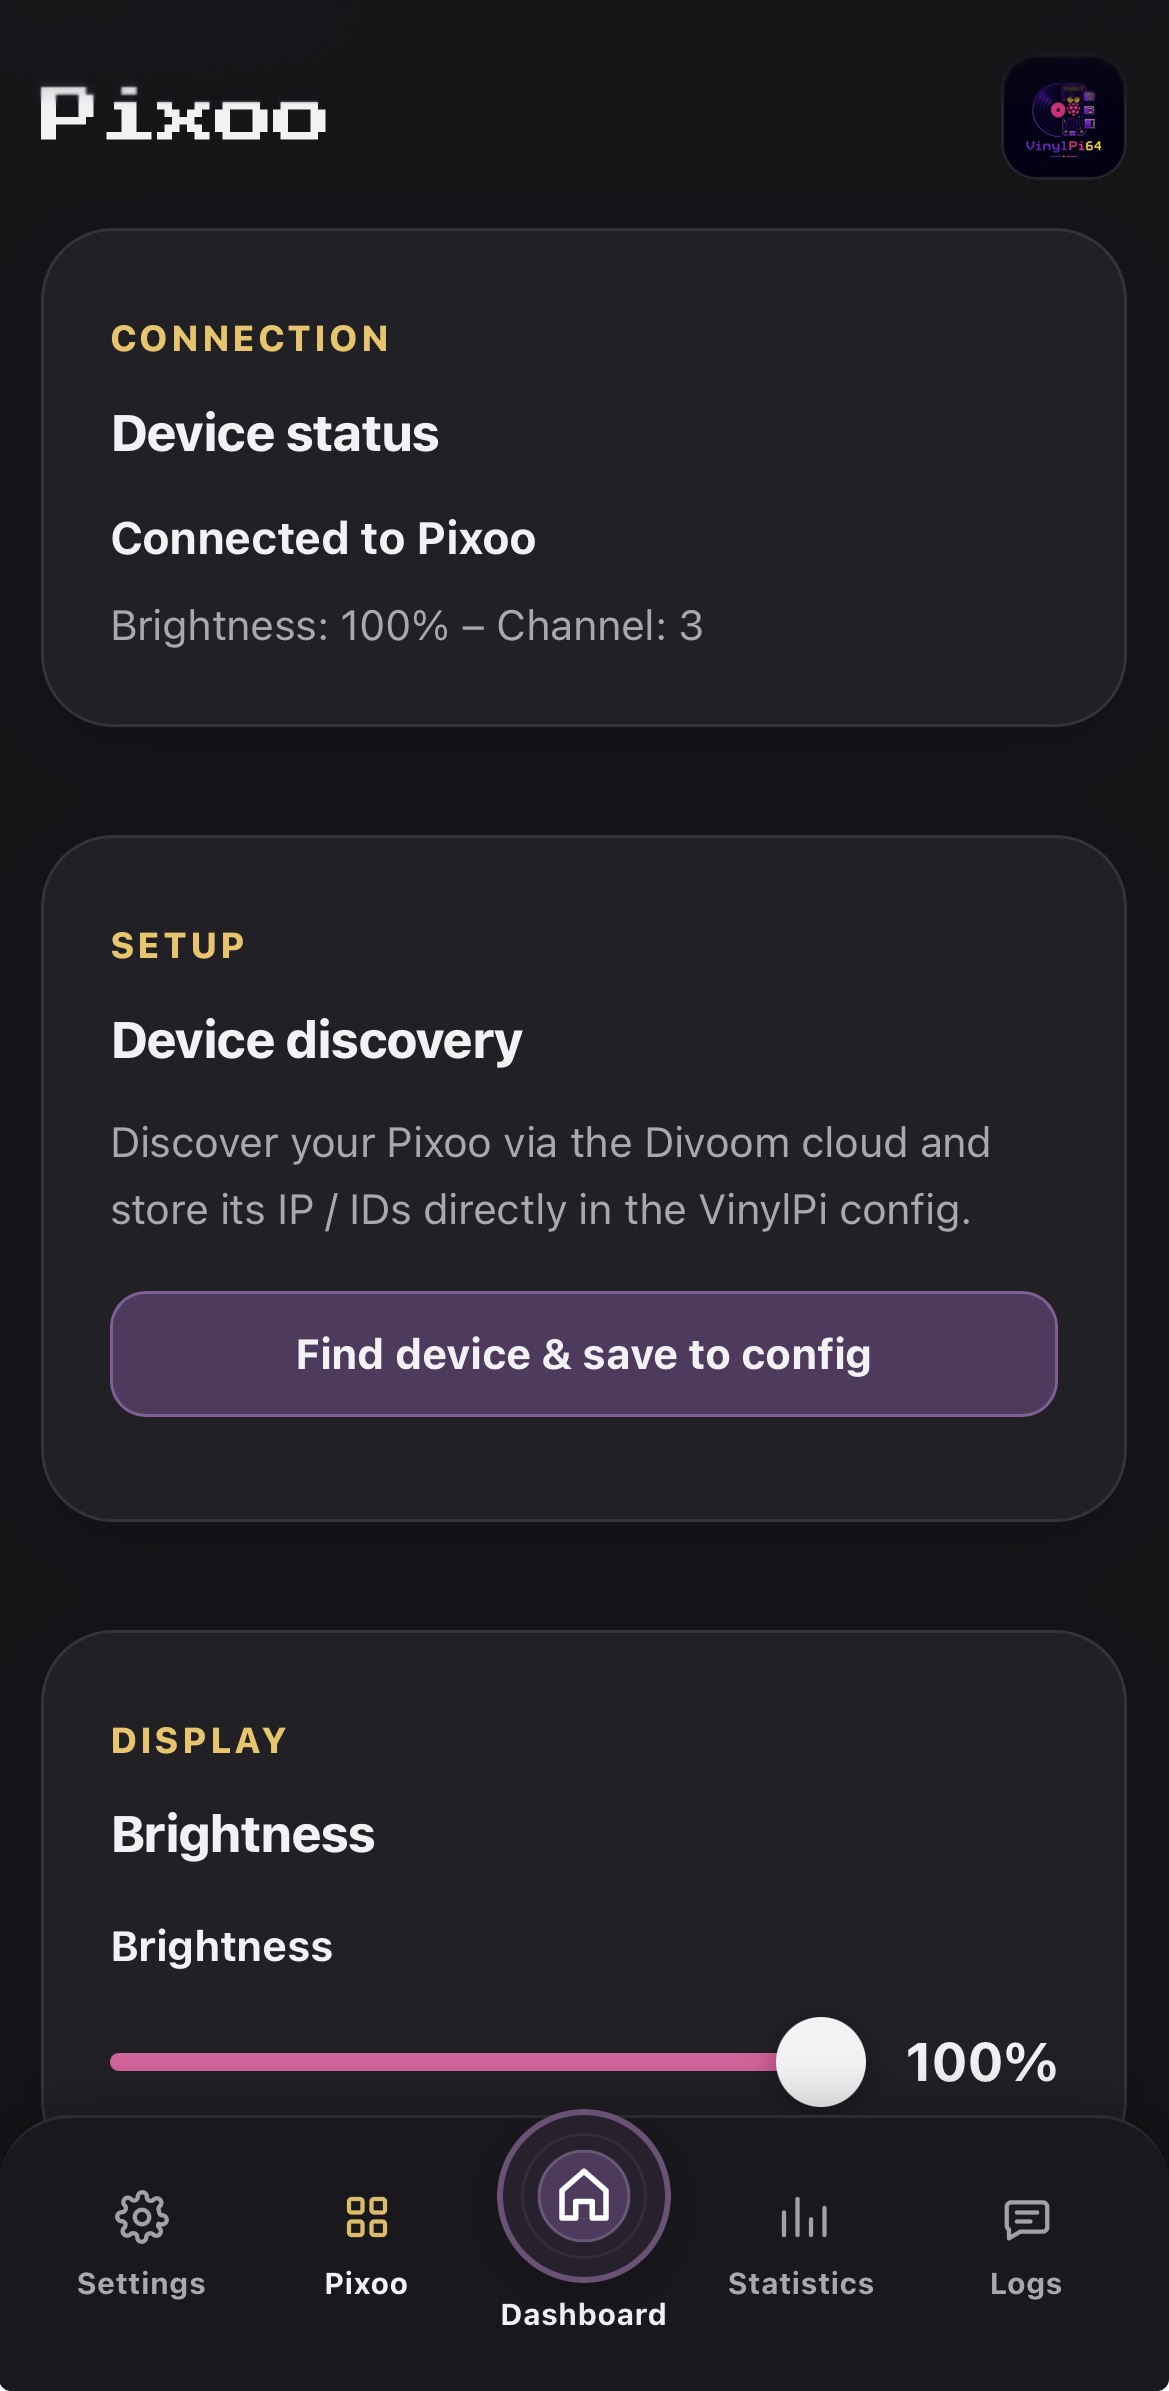 Pixoo
VinylPi64
CONNECTION
Device status
Connected to Pixoo
Brightness: 100% – Channel: 3
SETUP
Device discovery
Discover your Pixoo via the Divoom cloud and
store its IP / IDs directly in the VinylPi config.
Find device & save to config
DISPLAY
Brightness
Brightness
100%
Settings
Pixoo
Dashboard
Statistics
Logs